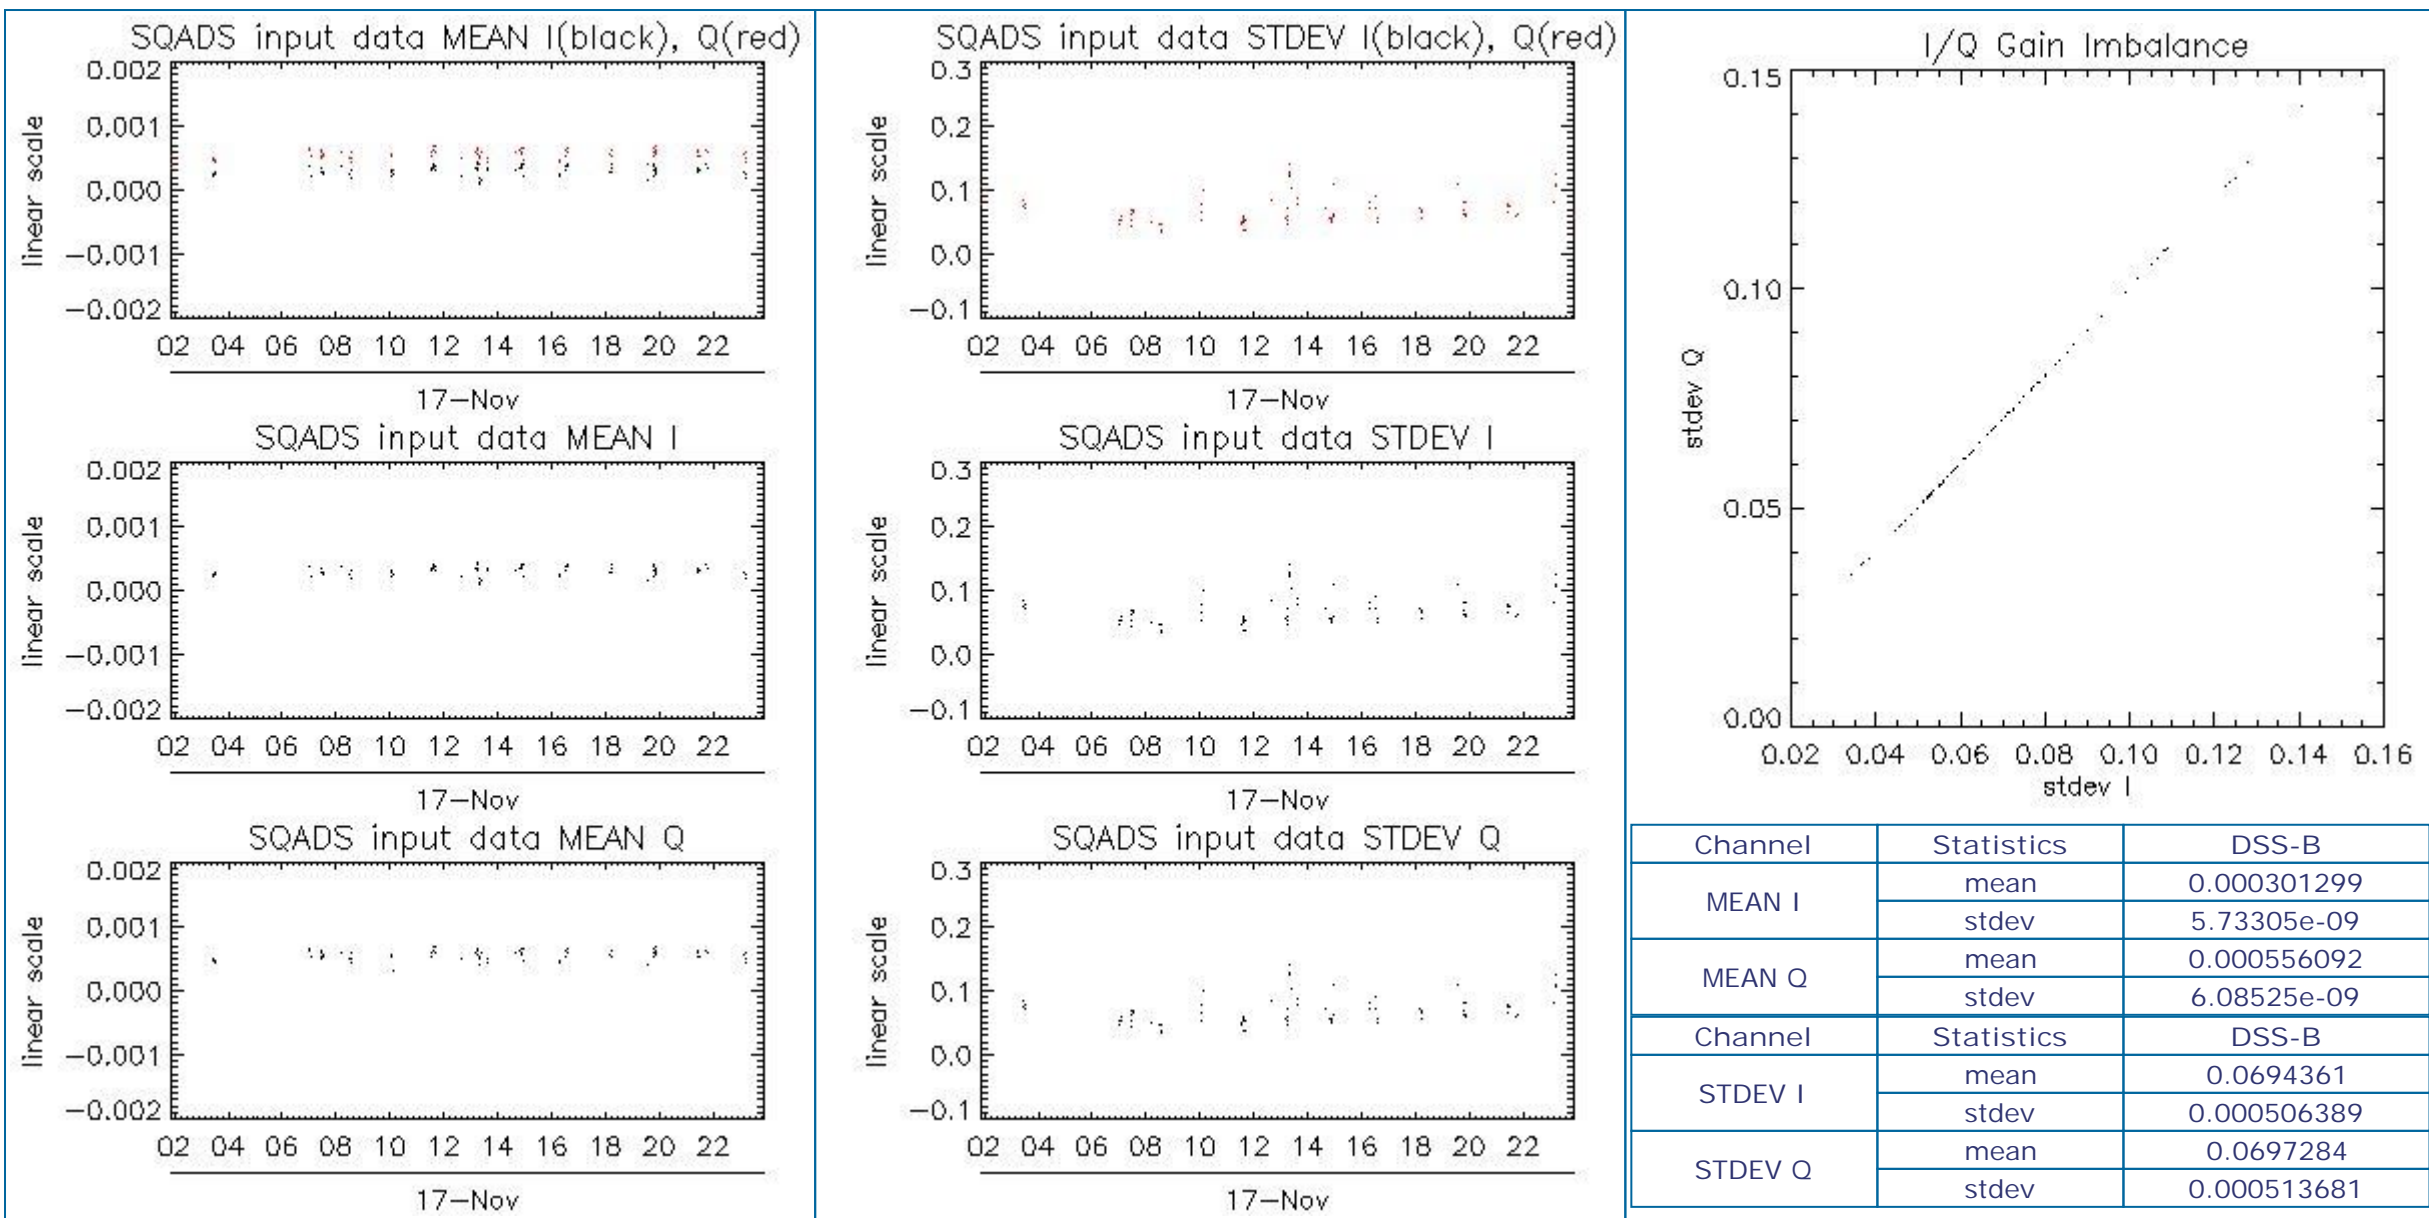 SQADS input data MEAN I(black), Q(red)
0.002
0.001
0.000
-0.001
-0.002
linear scale
02 04 06 08 10 12 14 16 18 20 22
17-Nov
SQADS input data MEAN I
0.002
0.001
0.000
-0.001
-0.002
linear scale
02 04 06 08 10 12 14 16 18 20 22
17-Nov
SQADS input data MEAN Q
0.002
0.001
0.000
-0.001
-0.002
linear scale
02 04 06 08 10 12 14 16 18 20 22
17-Nov
SQADS input data STDEV I(black), Q(red)
0.3
0.2
0.1
0.0
-0.1
linear scale
02 04 06 08 10 12 14 16 18 20 22
17-Nov
SQADS input data STDEV I
0.3
0.2
0.1
0.0
-0.1
linear scale
02 04 06 08 10 12 14 16 18 20 22
17-Nov
SQADS input data STDEV Q
0.3
0.2
0.1
0.0
-0.1
linear scale
02 04 06 08 10 12 14 16 18 20 22
17-Nov
I/Q Gain Imbalance
0.15
0.10
0.05
0.00
stdev Q
0.02 0.04 0.06 0.08 0.10 0.12 0.14 0.16
stdev I
Channel Statistics DSS-B
MEAN I mean 0.000301299
stdev 5.73305e-09
MEAN Q mean 0.000556092
stdev 6.08525e-09
Channel Statistics DSS-B
STDEV I mean 0.0694361
stdev 0.000506389
STDEV Q mean 0.0697284
stdev 0.000513681